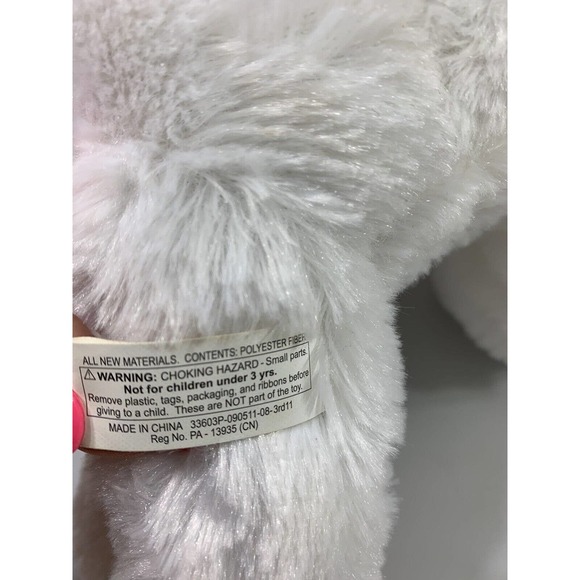 ALL NEW MATERIALS. CONTENTS: POLYESTER FIBER
⚠WARNING: CHOKING HAZARD - Small parts.
Not for children under 3 yrs.
Remove plastic, tags, packaging, and ribbons before
giving to a child. These are NOT part of the toy.
MADE IN CHINA 33603P-090511-08-3rd11
Reg No. PA - 13935 (CN)